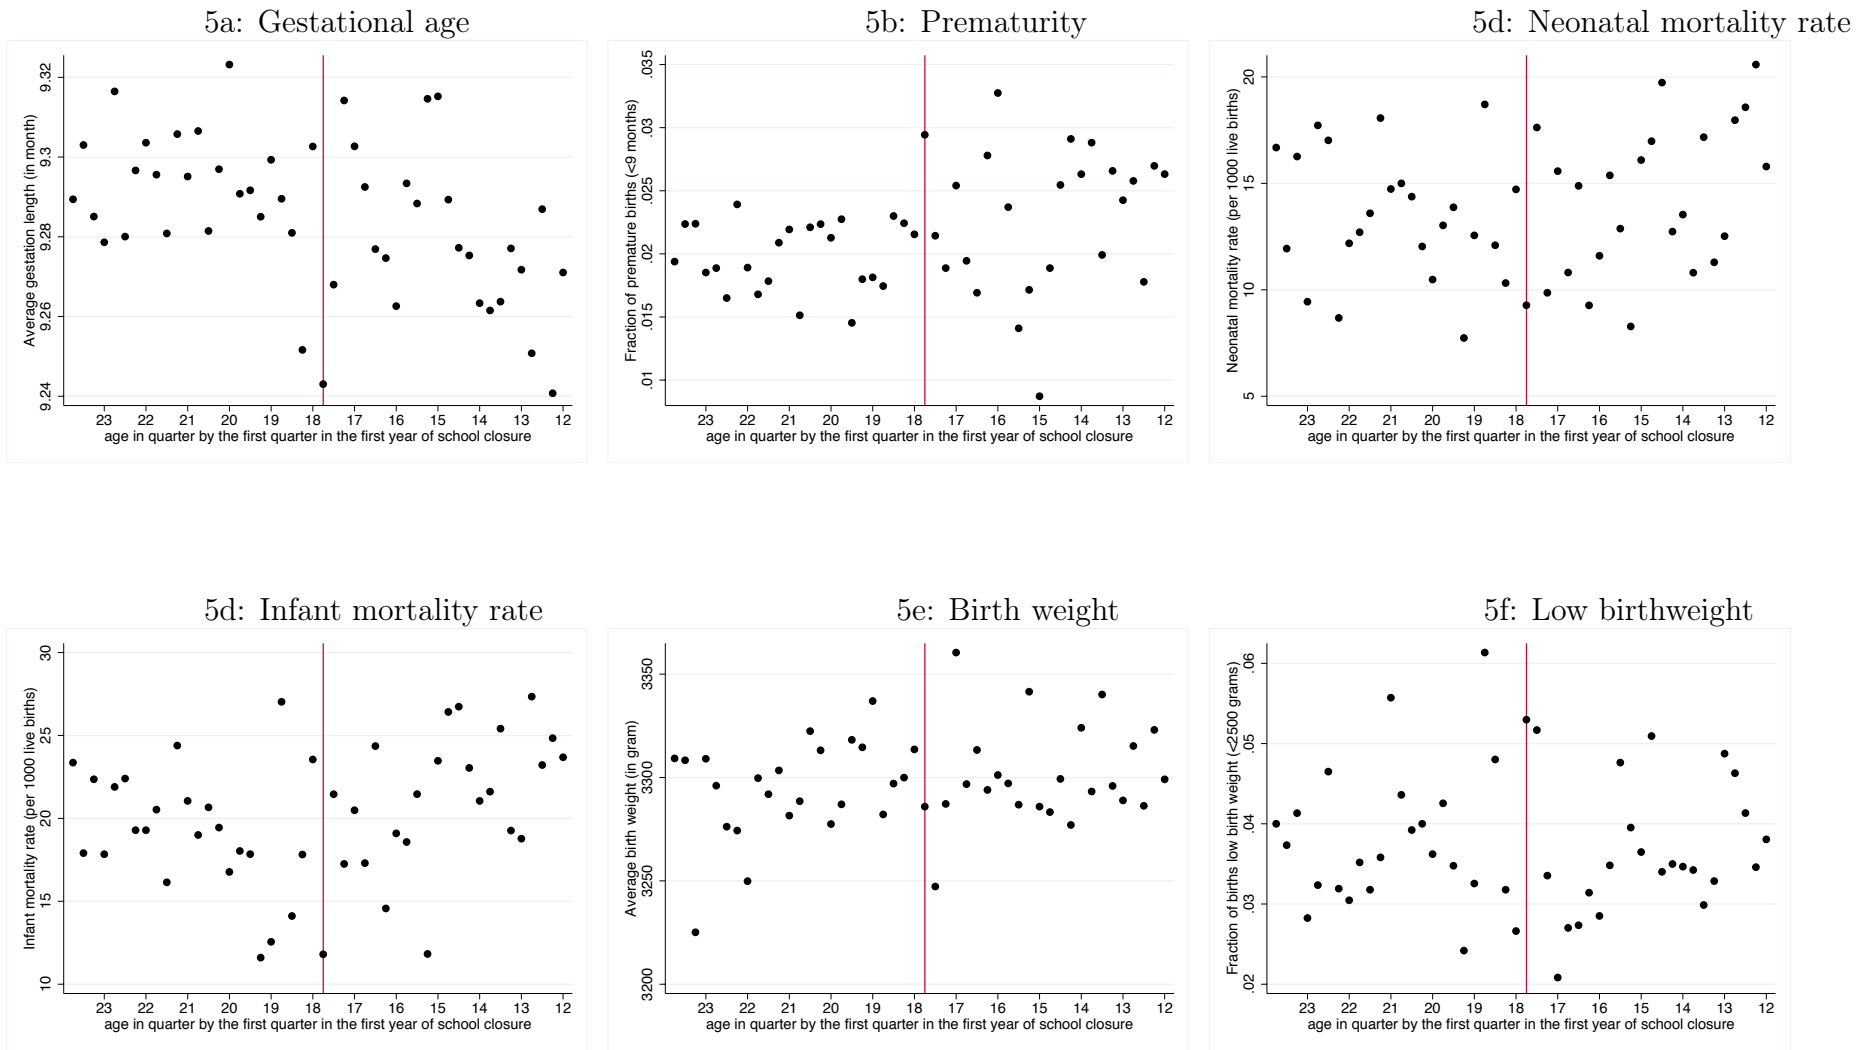 5a: Gestational age
Average gestation length (in month)
9.32
9.3
9.28
9.26
9.24
23 22 21 20 19 18 17 16 15 14 13 12
age in quarter by the first quarter in the first year of school closure
5b: Prematurity
Fraction of premature births (<9 months)
.035
.03
.025
.02
.015
.01
23 22 21 20 19 18 17 16 15 14 13 12
age in quarter by the first quarter in the first year of school closure
5d: Neonatal mortality rate
Neonatal mortality rate (per 1000 live births)
20
15
10
5
23 22 21 20 19 18 17 16 15 14 13 12
age in quarter by the first quarter in the first year of school closure
5d: Infant mortality rate
Infant mortality rate (per 1000 live births)
30
25
20
15
10
23 22 21 20 19 18 17 16 15 14 13 12
age in quarter by the first quarter in the first year of school closure
5e: Birth weight
Average birth weight (in gram)
3350
3300
3250
3200
23 22 21 20 19 18 17 16 15 14 13 12
age in quarter by the first quarter in the first year of school closure
5f: Low birthweight
Fraction of births low birth weight (<2500 grams)
.06
.05
.04
.03
.02
23 22 21 20 19 18 17 16 15 14 13 12
age in quarter by the first quarter in the first year of school closure